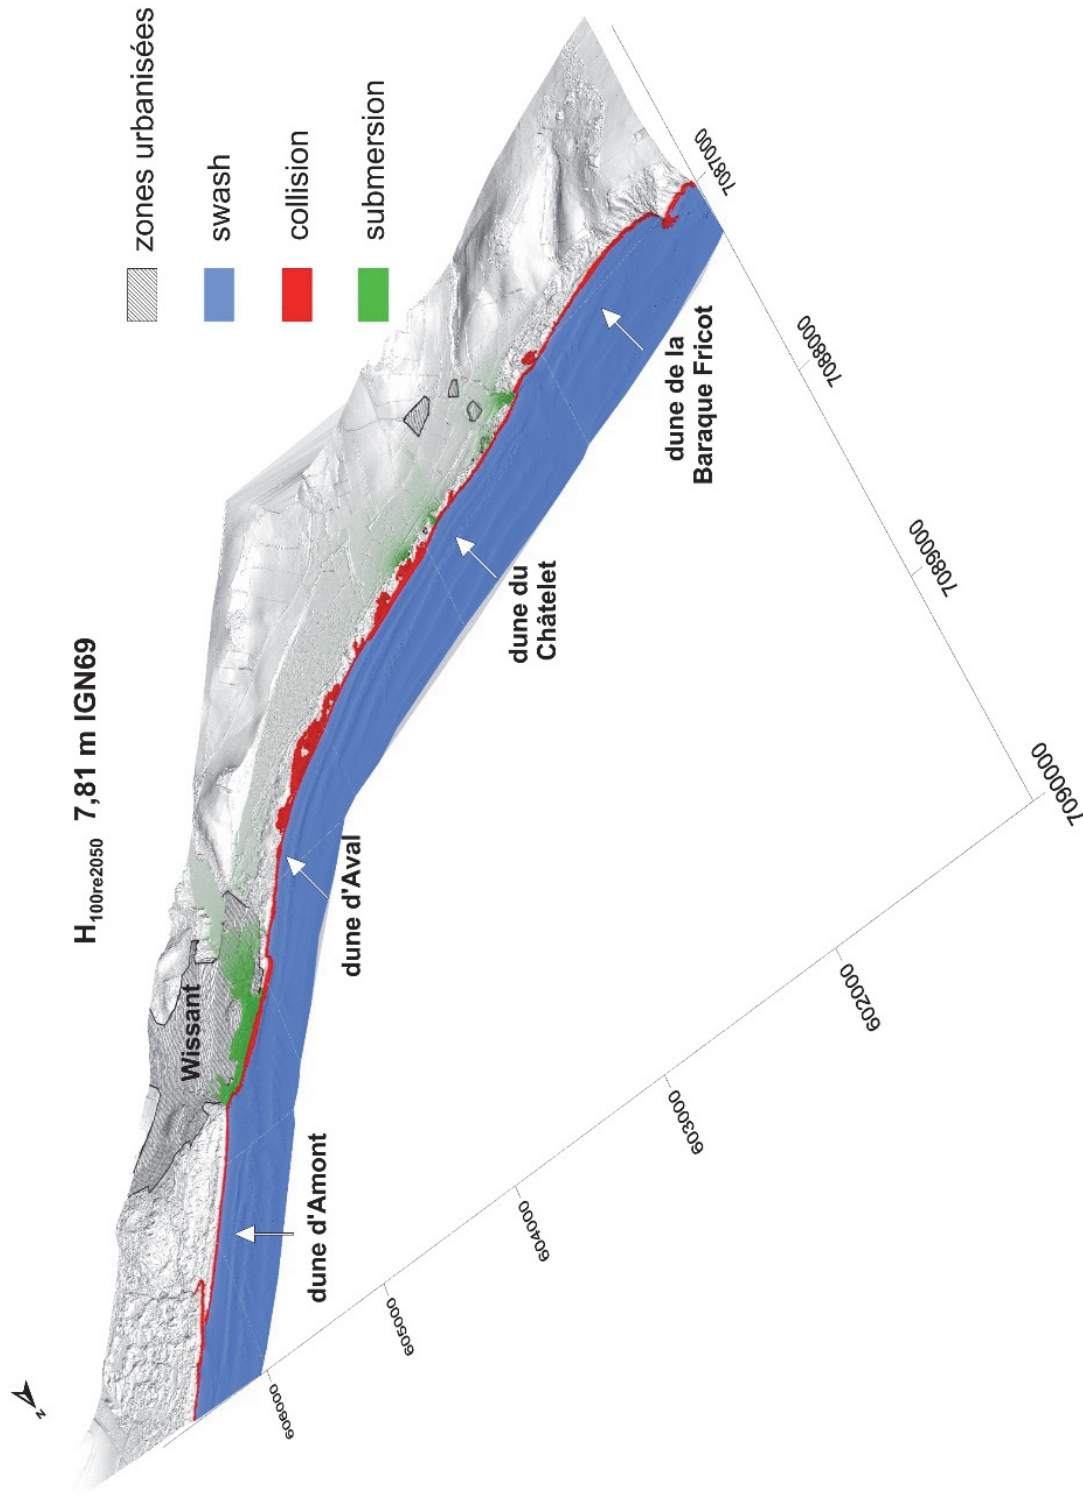 H100re2050 7,81 m IGN69
zones urbanisées
swash
collision
submersion
Wissant
dune d'Amont
dune d'Aval
dune du
Châtelet
dune de la
Baraque Fricot
N
606000
605000
604000
603000
602000
7090000
7089000
7088000
7087000